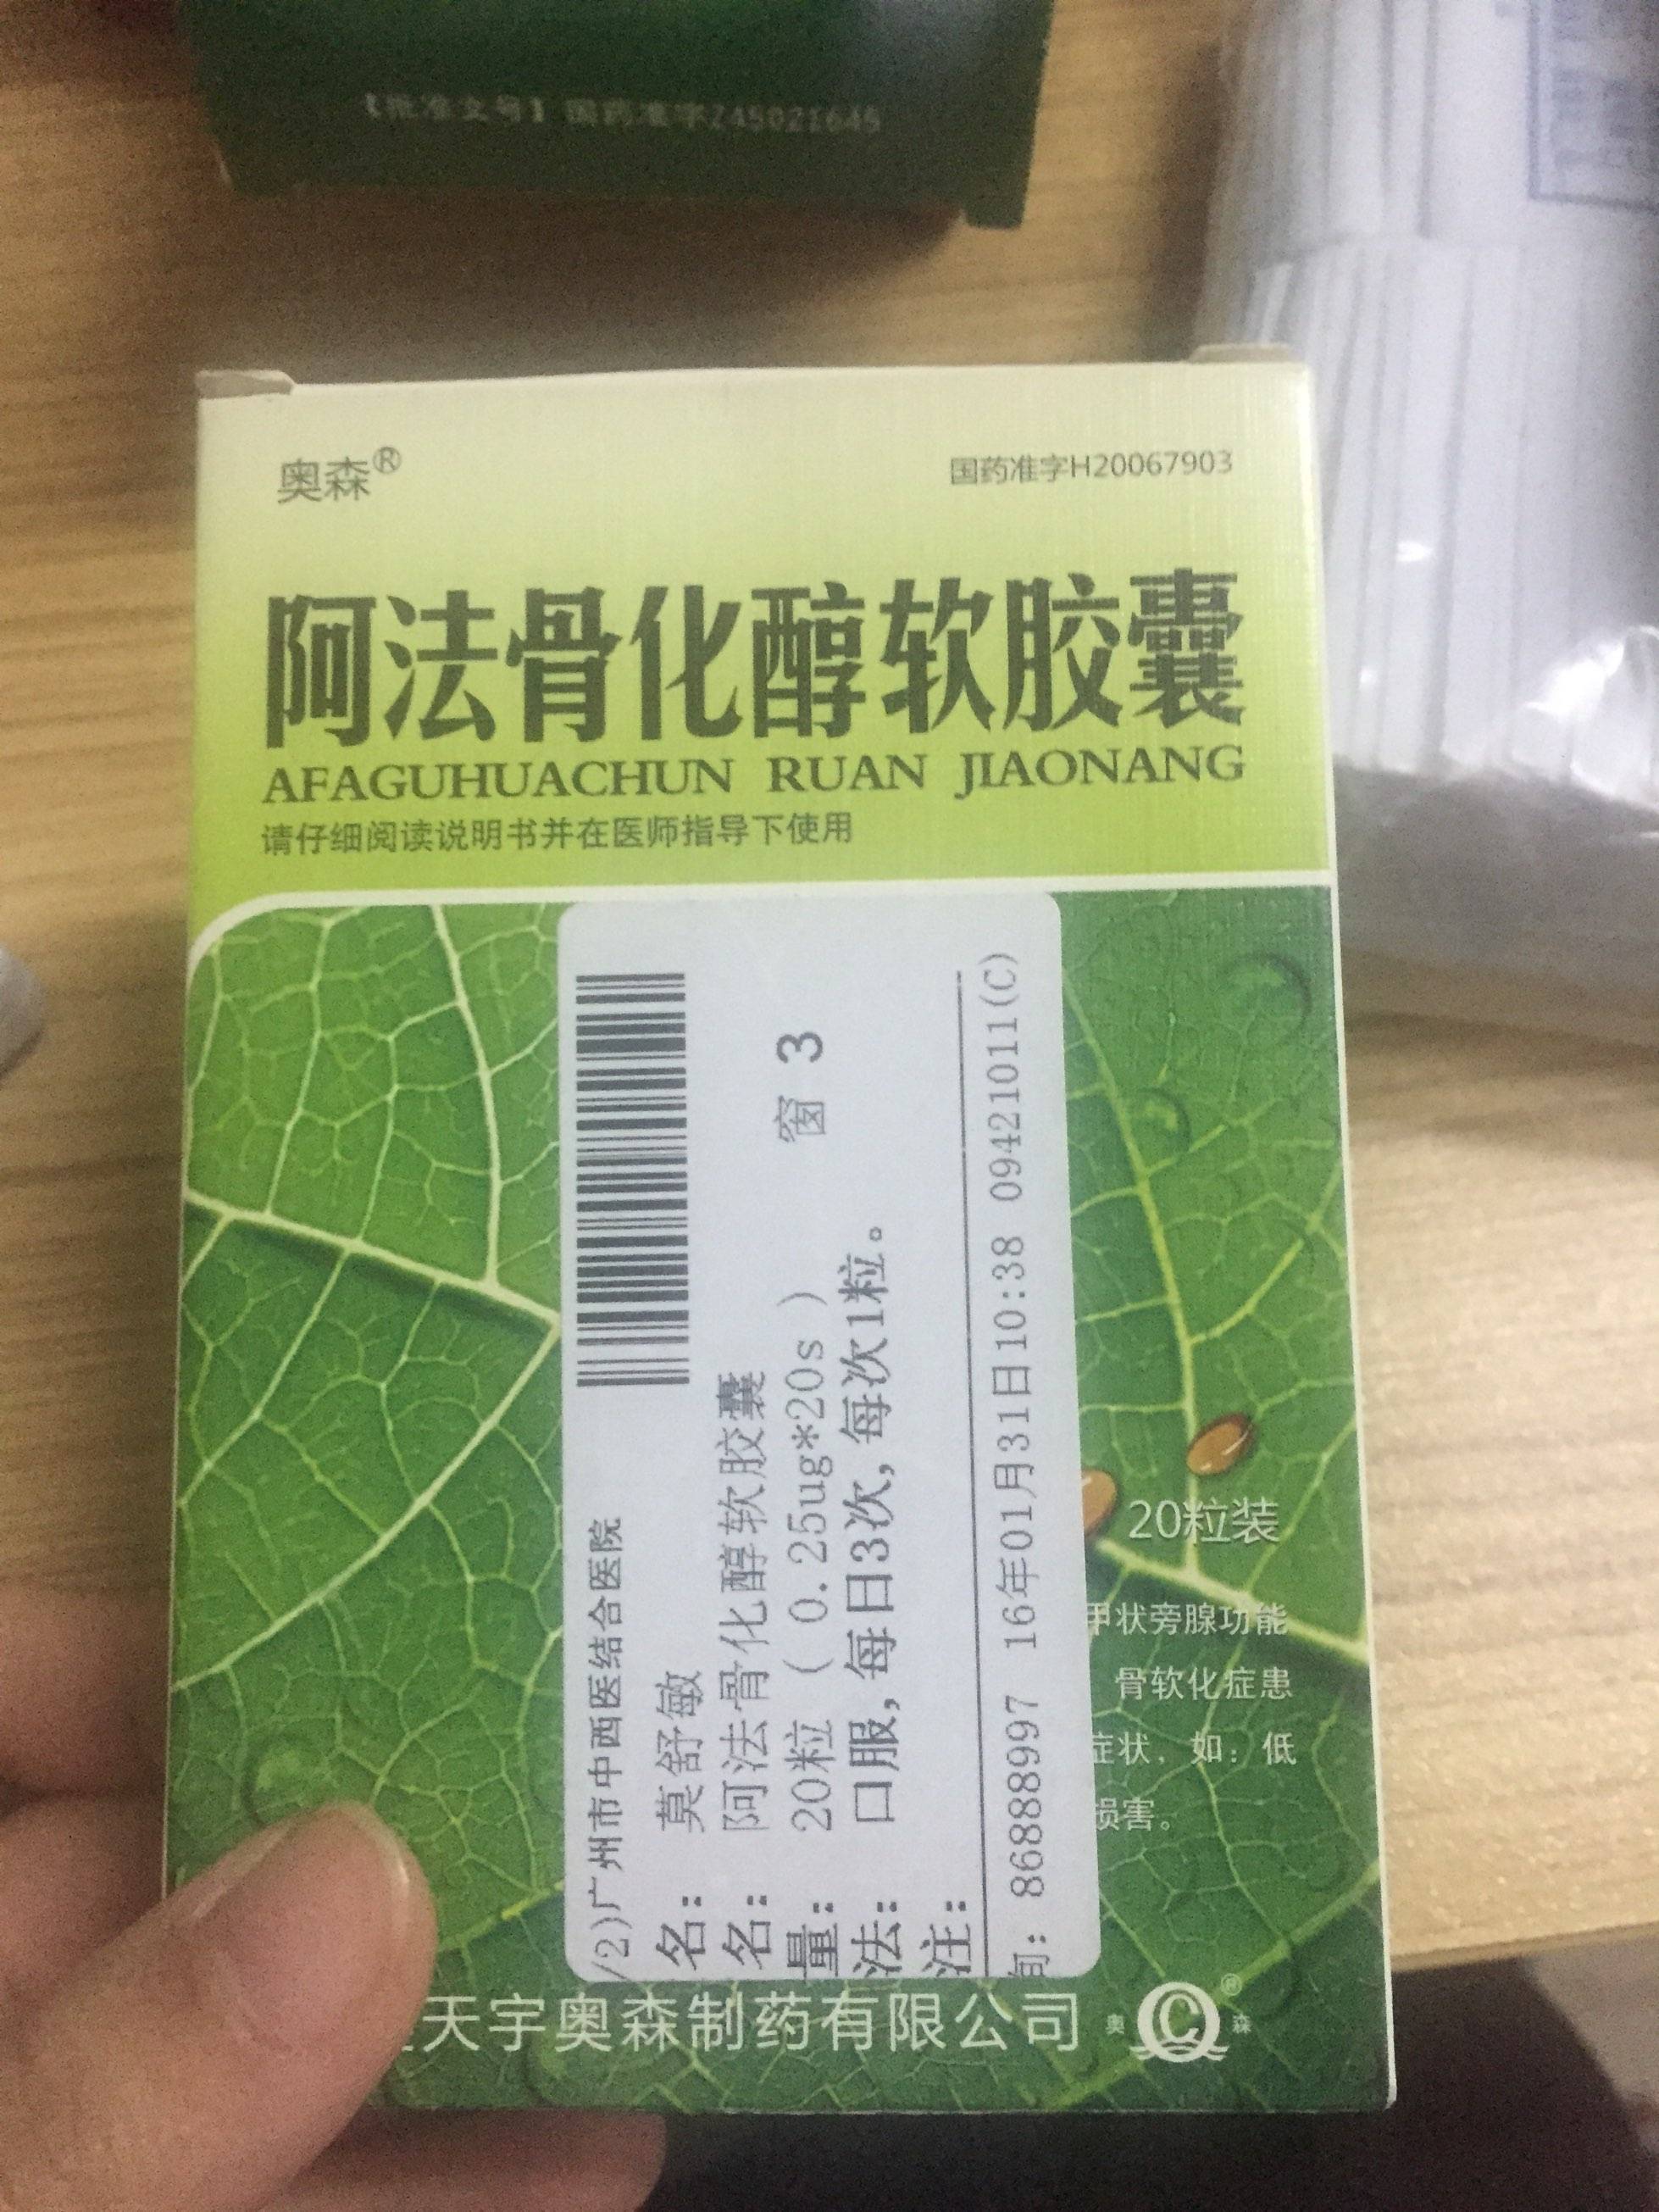 【批准文号】国药准字Z45021645
奥森®
国药准字H20067903
阿法骨化醇软胶囊
AFAGUHUACHUN RUAN JIAONANG
请仔细阅读说明书并在医师指导下使用
/2)广州市中西医结合医院
名: 莫舒敏
名: 阿法骨化醇软胶囊
量: 20粒 ( 0.25ug*20s ) 窗 3
法: 口服, 每日3次, 每次1粒。
注:
旬: 86888997 16年01月31日10:38 0942101​1(C)
20粒装
甲状旁腺功能
骨软化症患
症状, 如: 低
损害。
天宇奥森制药有限公司
奥 森 ®